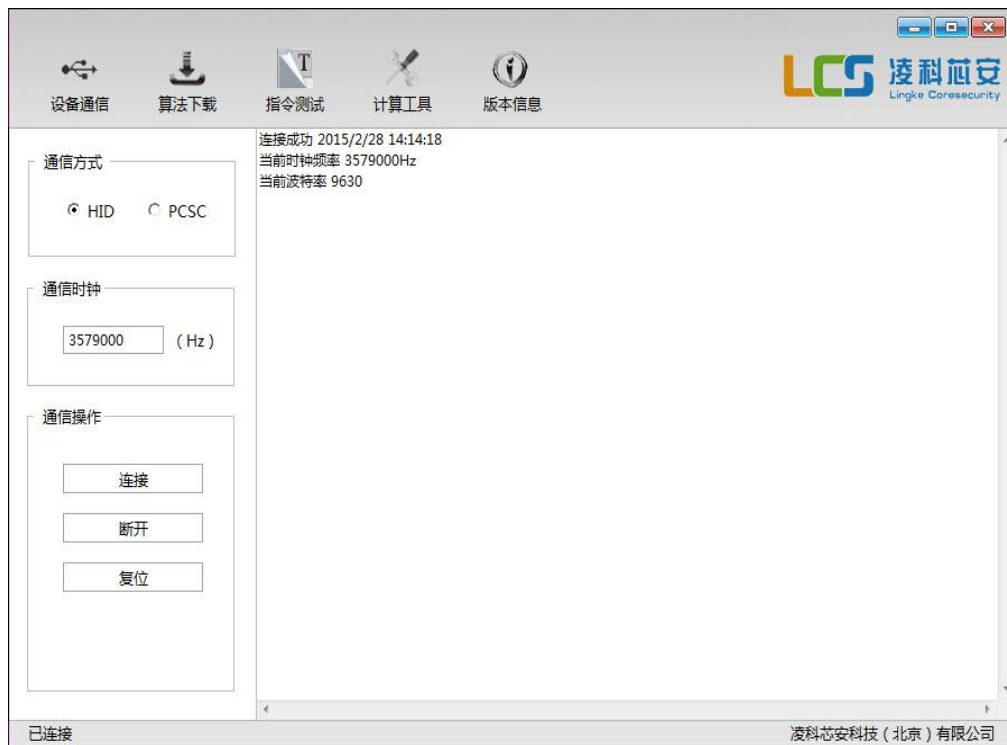 LCS 凌科芯安
Lingke Coresecurity
设备通信 算法下载 指令测试 计算工具 版本信息
通信方式
HID PCSC
通信时钟
3579000 (Hz)
通信操作
连接
断开
复位
连接成功 2015/2/28 14:14:18
当前时钟频率 3579000Hz
当前波特率 9630
已连接 凌科芯安科技(北京)有限公司